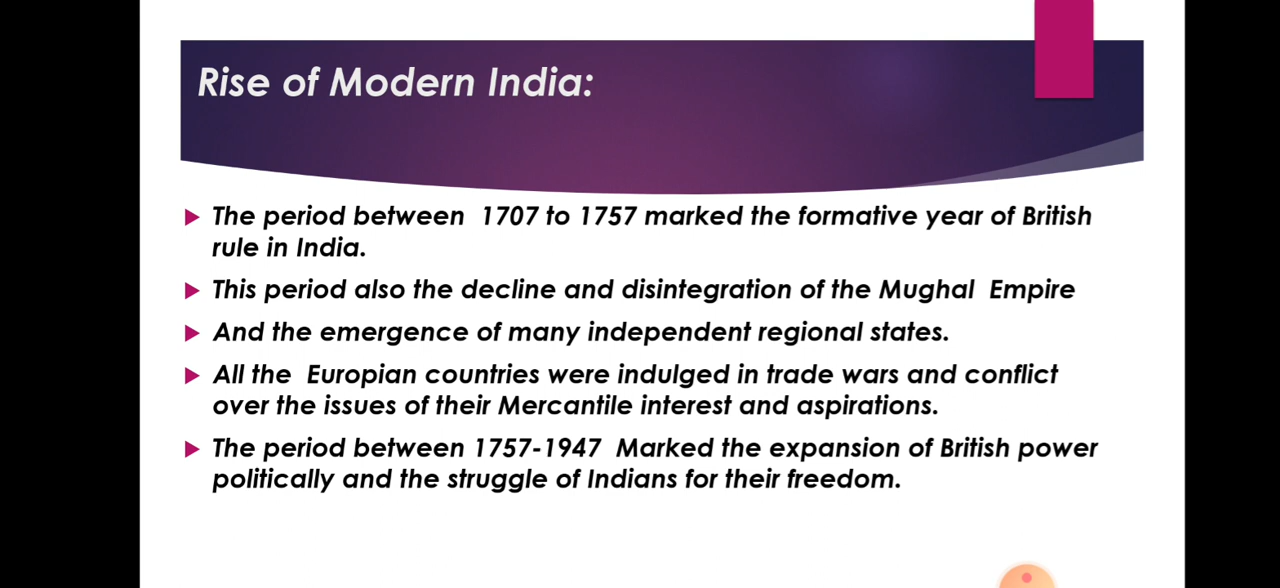 Rise of Modern India:
The period between 1707 to 1757 marked the formative year of British
rule in India.
This period also the decline and disintegration of the Mughal Empire
And the emergence of many independent regional states.
All the Europian countries were indulged in trade wars and conflict
over the issues of their Mercantile interest and aspirations.
The period between 1757-1947 Marked the expansion of British power
politically and the struggle of Indians for their freedom.